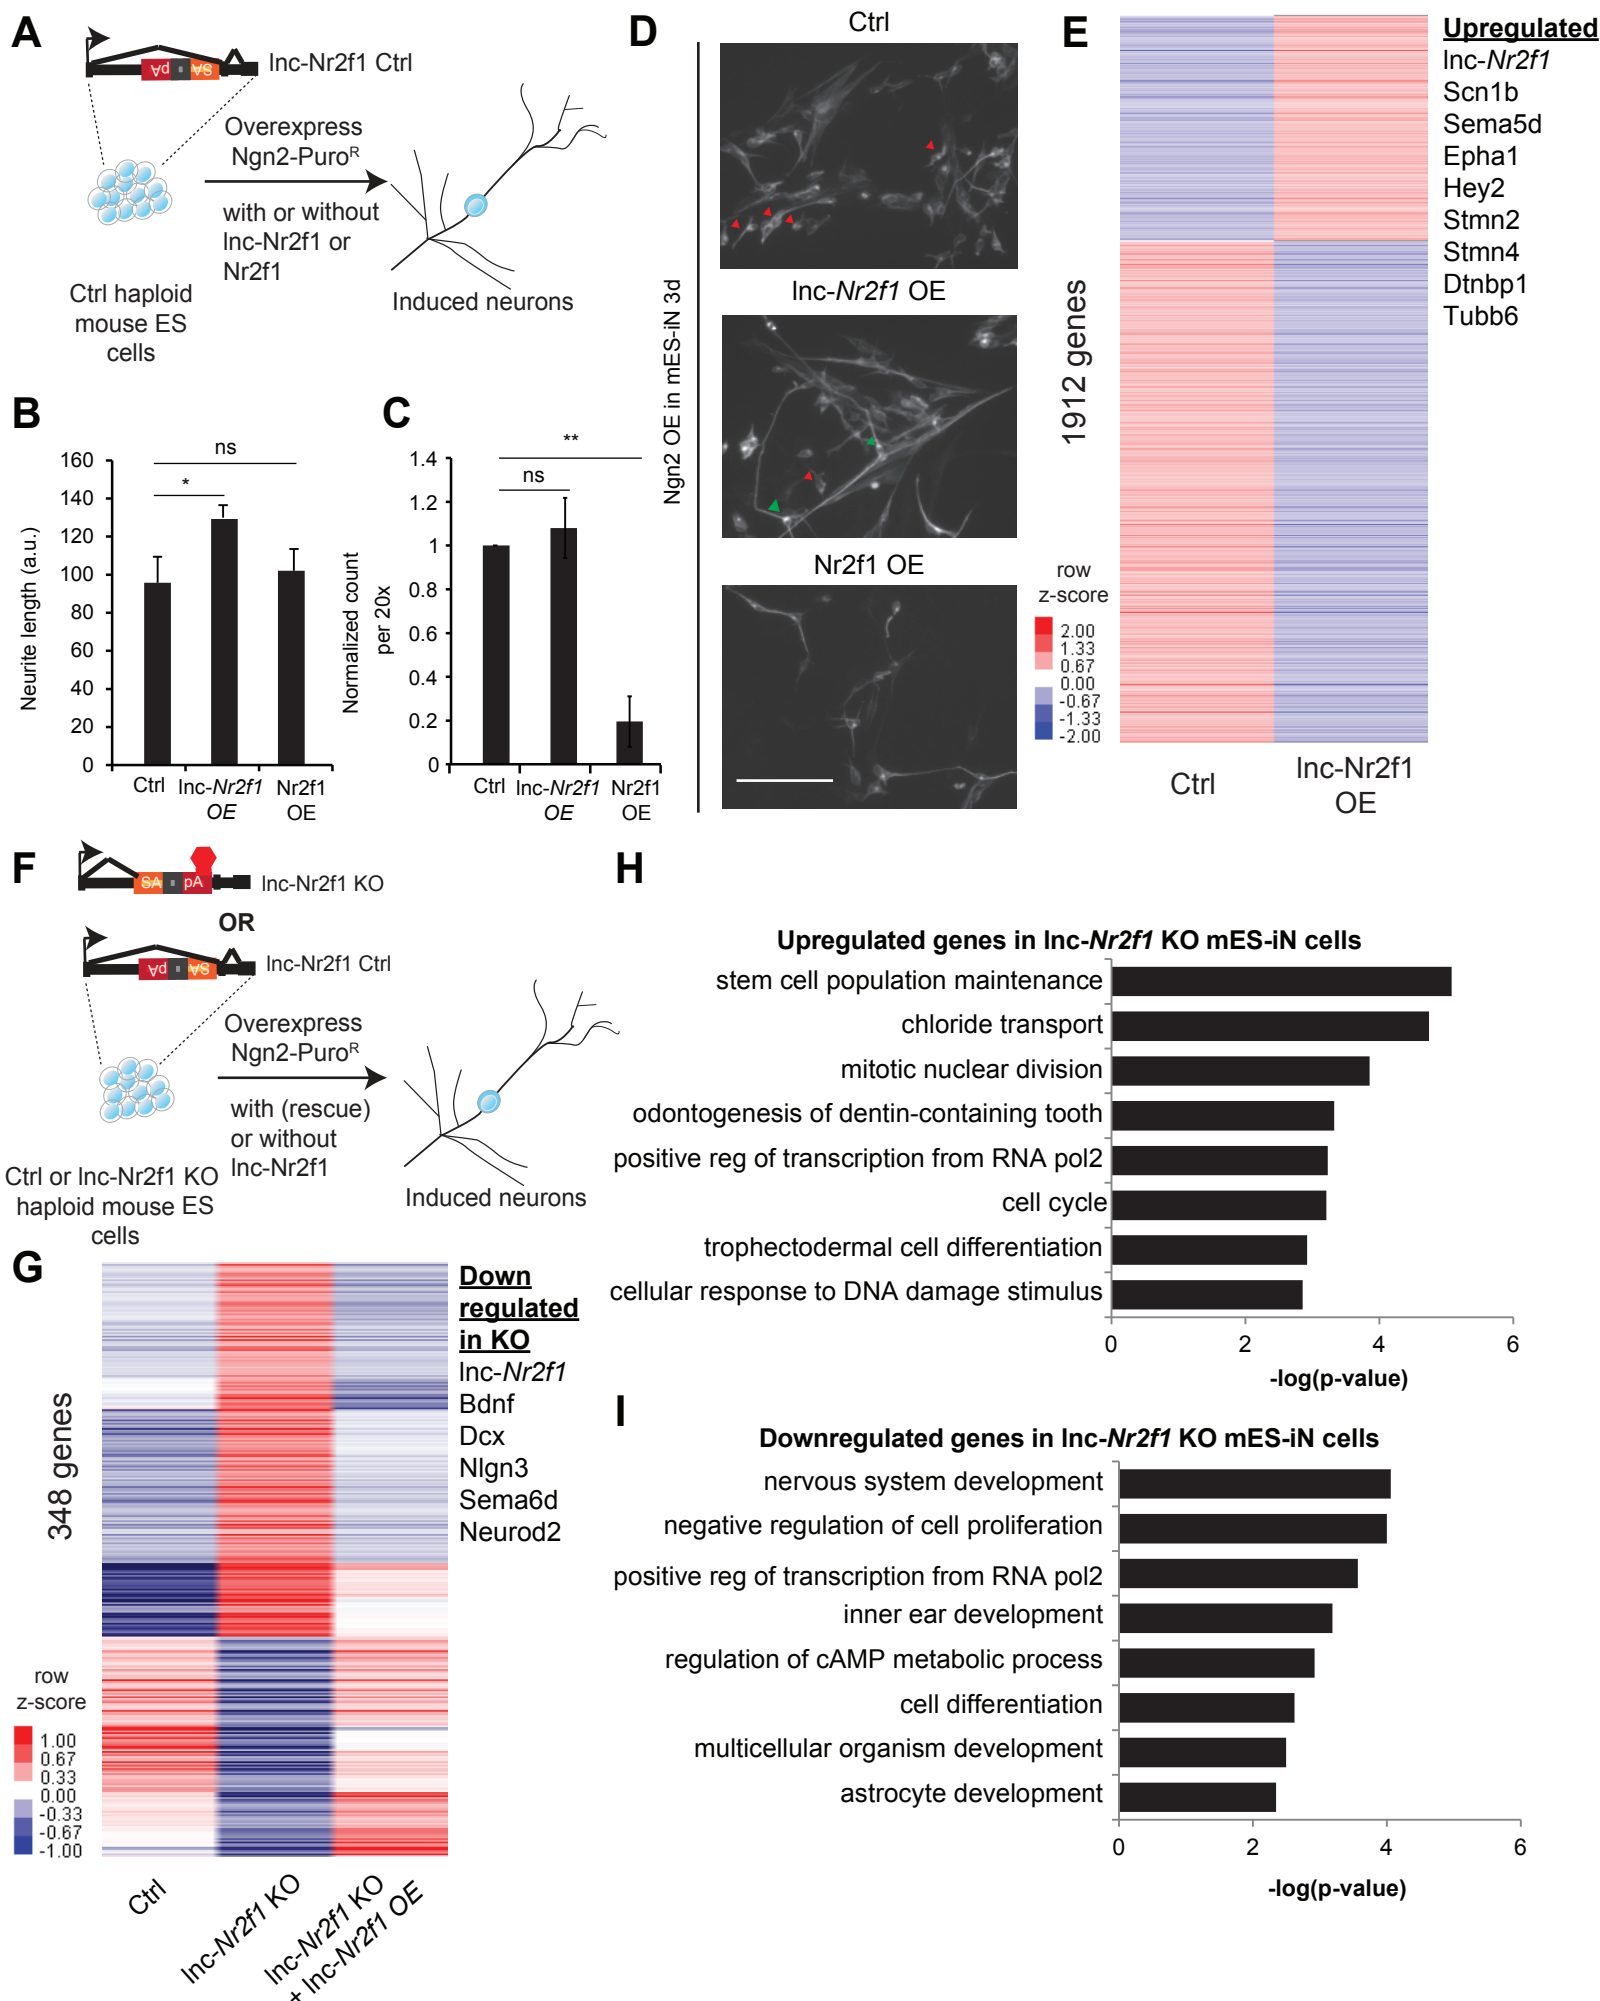 A
lnc-Nr2f1 Ctrl
pA
SA
Overexpress
Ngn2-PuroR
with or without
lnc-Nr2f1 or
Nr2f1
Ctrl haploid
mouse ES
cells
Induced neurons
B
ns
*
160
140
120
100
80
60
40
20
0
Neurite length (a.u.)
Ctrl
lnc-Nr2f1
OE
Nr2f1
OE
C
**
ns
1.4
1.2
1
0.8
0.6
0.4
0.2
0
Normalized count
per 20x
Ctrl
lnc-Nr2f1
OE
Nr2f1
OE
D
Ngn2 OE in mES-iN 3d
Ctrl
lnc-Nr2f1 OE
Nr2f1 OE
E
1912 genes
row
z-score
2.00
1.33
0.67
0.00
-0.67
-1.33
-2.00
Ctrl
lnc-Nr2f1
OE
Upregulated
lnc-Nr2f1
Scn1b
Sema5d
Epha1
Hey2
Stmn2
Stmn4
Dtnbp1
Tubb6
F
SA
pA
lnc-Nr2f1 KO
OR
pA
SA
lnc-Nr2f1 Ctrl
Overexpress
Ngn2-PuroR
with (rescue)
or without
lnc-Nr2f1
Ctrl or lnc-Nr2f1 KO
haploid mouse ES
cells
Induced neurons
G
348 genes
row
z-score
1.00
0.67
0.33
0.00
-0.33
-0.67
-1.00
Ctrl
lnc-Nr2f1 KO
lnc-Nr2f1 KO
+ lnc-Nr2f1 OE
Down
regulated
in KO
lnc-Nr2f1
Bdnf
Dcx
Nlgn3
Sema6d
Neurod2
H
Upregulated genes in lnc-Nr2f1 KO mES-iN cells
stem cell population maintenance
chloride transport
mitotic nuclear division
odontogenesis of dentin-containing tooth
positive reg of transcription from RNA pol2
cell cycle
trophectodermal cell differentiation
cellular response to DNA damage stimulus
0 2 4 6
-log(p-value)
I
Downregulated genes in lnc-Nr2f1 KO mES-iN cells
nervous system development
negative regulation of cell proliferation
positive reg of transcription from RNA pol2
inner ear development
regulation of cAMP metabolic process
cell differentiation
multicellular organism development
astrocyte development
0 2 4 6
-log(p-value)